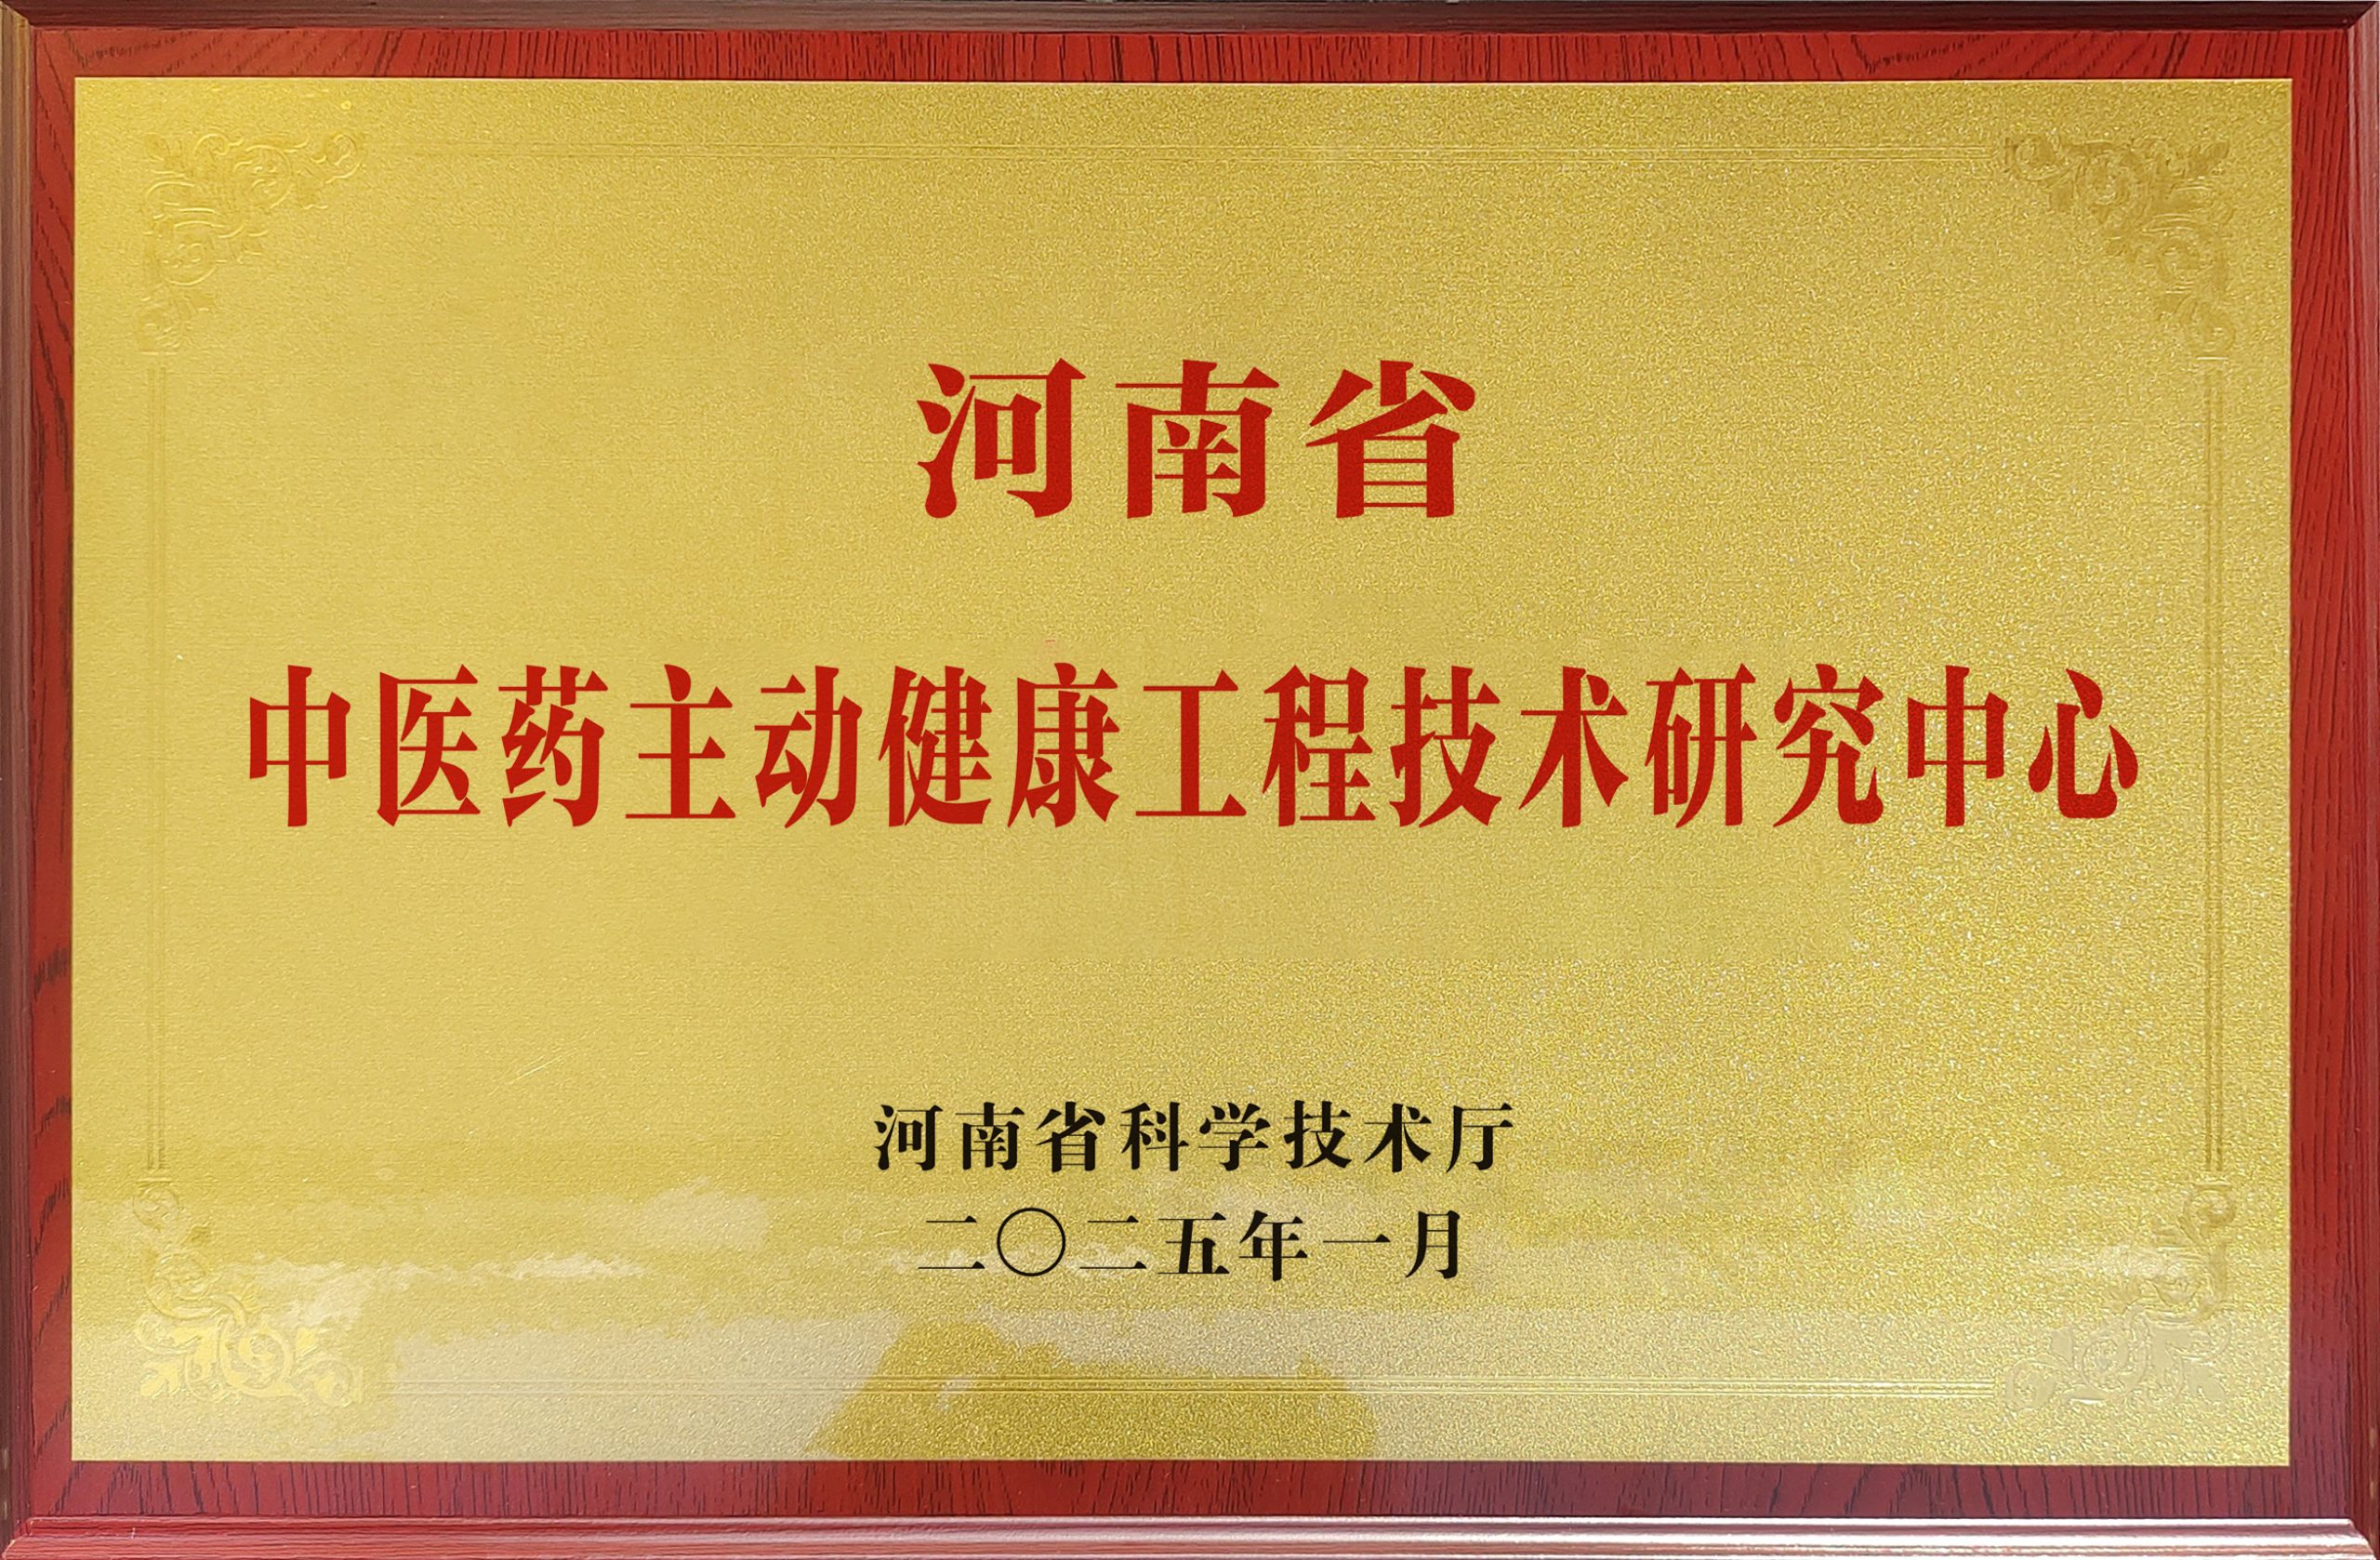 河南省
中医药主动健康工程技术研究中心
河南省科学技术厅
二〇二五年一月